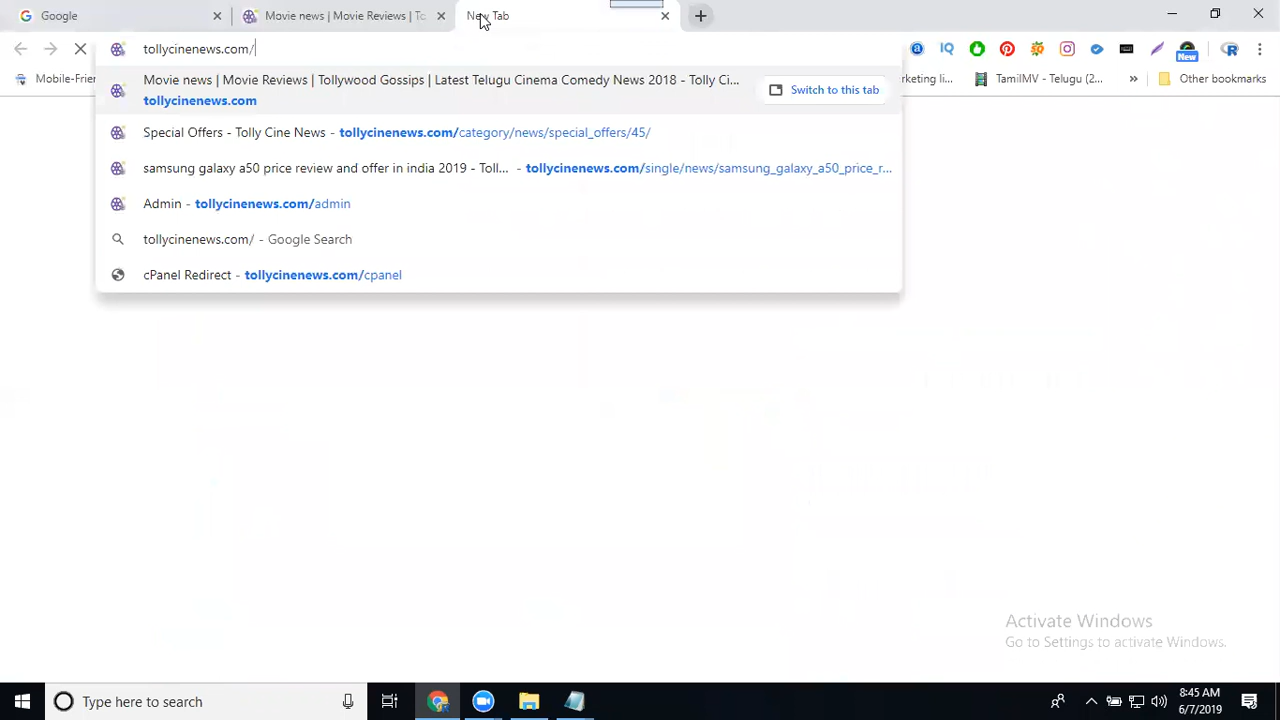 Google
Movie news | Movie Reviews | To
New Tab
tollycinenews.com/
New
Mobile-Frien
rketing li...
TamilMV - Telugu (2...
»
Other bookmarks
Movie news | Movie Reviews | Tollywood Gossips | Latest Telugu Cinema Comedy News 2018 - Tolly Ci...
tollycinenews.com
Switch to this tab
Special Offers - Tolly Cine News - tollycinenews.com/category/news/special_offers/45/
samsung galaxy a50 price review and offer in india 2019 - Toll... - tollycinenews.com/single/news/samsung_galaxy_a50_price_r...
Admin - tollycinenews.com/admin
tollycinenews.com/ - Google Search
cPanel Redirect - tollycinenews.com/cpanel
Activate Windows
Go to Settings to activate Windows.
Type here to search
8:45 AM
6/7/2019